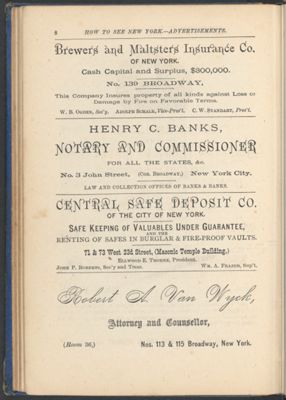 8 HOW TO SEE NEW YORK.—ADVERTISEMENTS.
Brewers' and Maltsters' Insurance Co.
OF NEW YORK.
Cash Capital and Surplus, $300,000.
No. 139 BROADWAY,
This Company Insures property of all kinds against Loss or
Damage by Fire on Favorable Terms.
W. B. OGDEN, Sec'y. ADOLPH SCHALK, Vice-Pres't. C. W. STANDART, Pres't.
HENRY C. BANKS,
NOTARY AND COMMISSIONER
FOR ALL THE STATES, &c.
No. 3 John Street, (COR. BROADWAY,) New York City.
LAW AND COLLECTION OFFICES OF BANKS & BANKS.
CENTRAL SAFE DEPOSIT CO.
OF THE CITY OF NEW YORK.
SAFE KEEPING OF VALUABLES UNDER GUARANTEE,
AND THE
RENTING OF SAFES IN BURGLAR & FIRE-PROOF VAULTS.
71 & 73 West 23d Street, (Masonic Temple Building.)
ELLWOOD E. THORNE, President.
JOHN P. ROBERTS, Sec'y and Treas. WM. A. FRASER, Sup't.
Robert A. Van Wyck,
Attorney and Counsellor,
(Room 36,) Nos. 113 & 115 Broadway, New York.